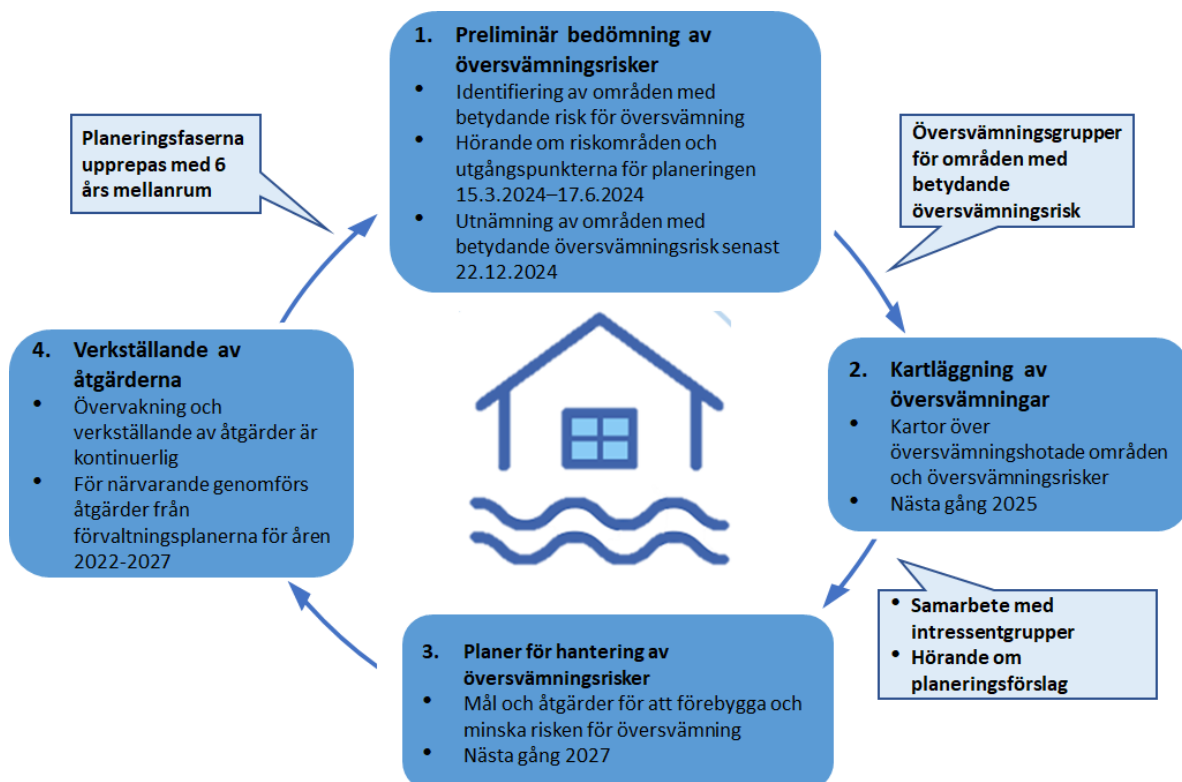 1. Preliminär bedömning av
översvämningsrisker
• Identifiering av områden med
betydande risk för översvämning
• Hörande om riskområden och
utgångspunkterna för planeringen
15.3.2024–17.6.2024
• Utnämning av områden med
betydande översvämningsrisk senast
22.12.2024
Översvämningsgrupper
för områden med
betydande
översvämningsrisk
2. Kartläggning av
översvämningar
• Kartor över
översvämningshotade områden
och översvämningsrisker
• Nästa gång 2025
• Samarbete med
intressentgrupper
• Hörande om
planeringsförslag
3. Planer för hantering av
översvämningsrisker
• Mål och åtgärder för att förebygga och
minska risken för översvämning
• Nästa gång 2027
4. Verkställande av
åtgärderna
• Övervakning och
verkställande av åtgärder är
kontinuerlig
• För närvarande genomförs
åtgärder från
förvaltningsplanerna för åren
2022-2027
Planeringsfaserna
upprepas med 6
års mellanrum